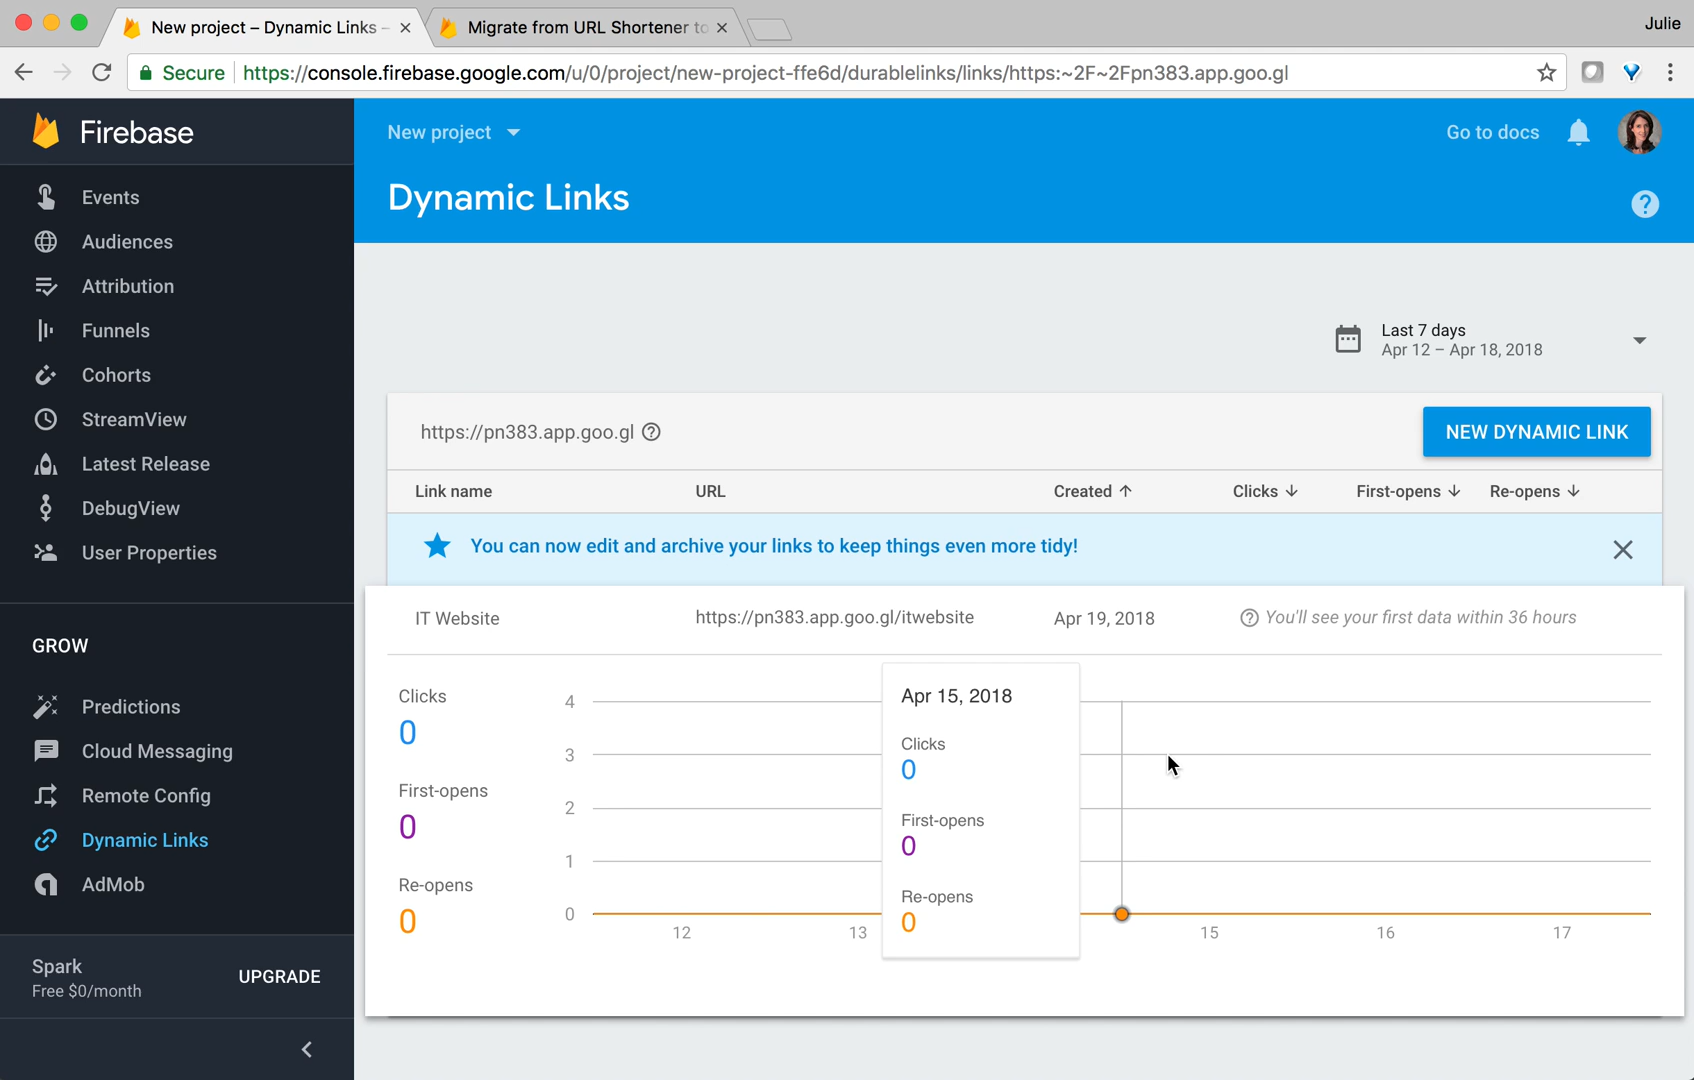 New project – Dynamic Links –
Migrate from URL Shortener to
Julie
Secure
https://console.firebase.google.com/u/0/project/new-project-ffe6d/durablelinks/links/https:~2F~2Fpn383.app.goo.gl
Firebase
Events
Audiences
Attribution
Funnels
Cohorts
StreamView
Latest Release
DebugView
User Properties
GROW
Predictions
Cloud Messaging
Remote Config
Dynamic Links
AdMob
Spark
Free $0/month
UPGRADE
New project
Go to docs
Dynamic Links
Last 7 days
Apr 12 – Apr 18, 2018
https://pn383.app.goo.gl
NEW DYNAMIC LINK
Link name URL Created Clicks First-opens Re-opens
You can now edit and archive your links to keep things even more tidy!
IT Website https://pn383.app.goo.gl/itwebsite Apr 19, 2018 You'll see your first data within 36 hours
Clicks
0
First-opens
0
Re-opens
0
4
3
2
1
0
12 13 15 16 17
Apr 15, 2018
Clicks
0
First-opens
0
Re-opens
0